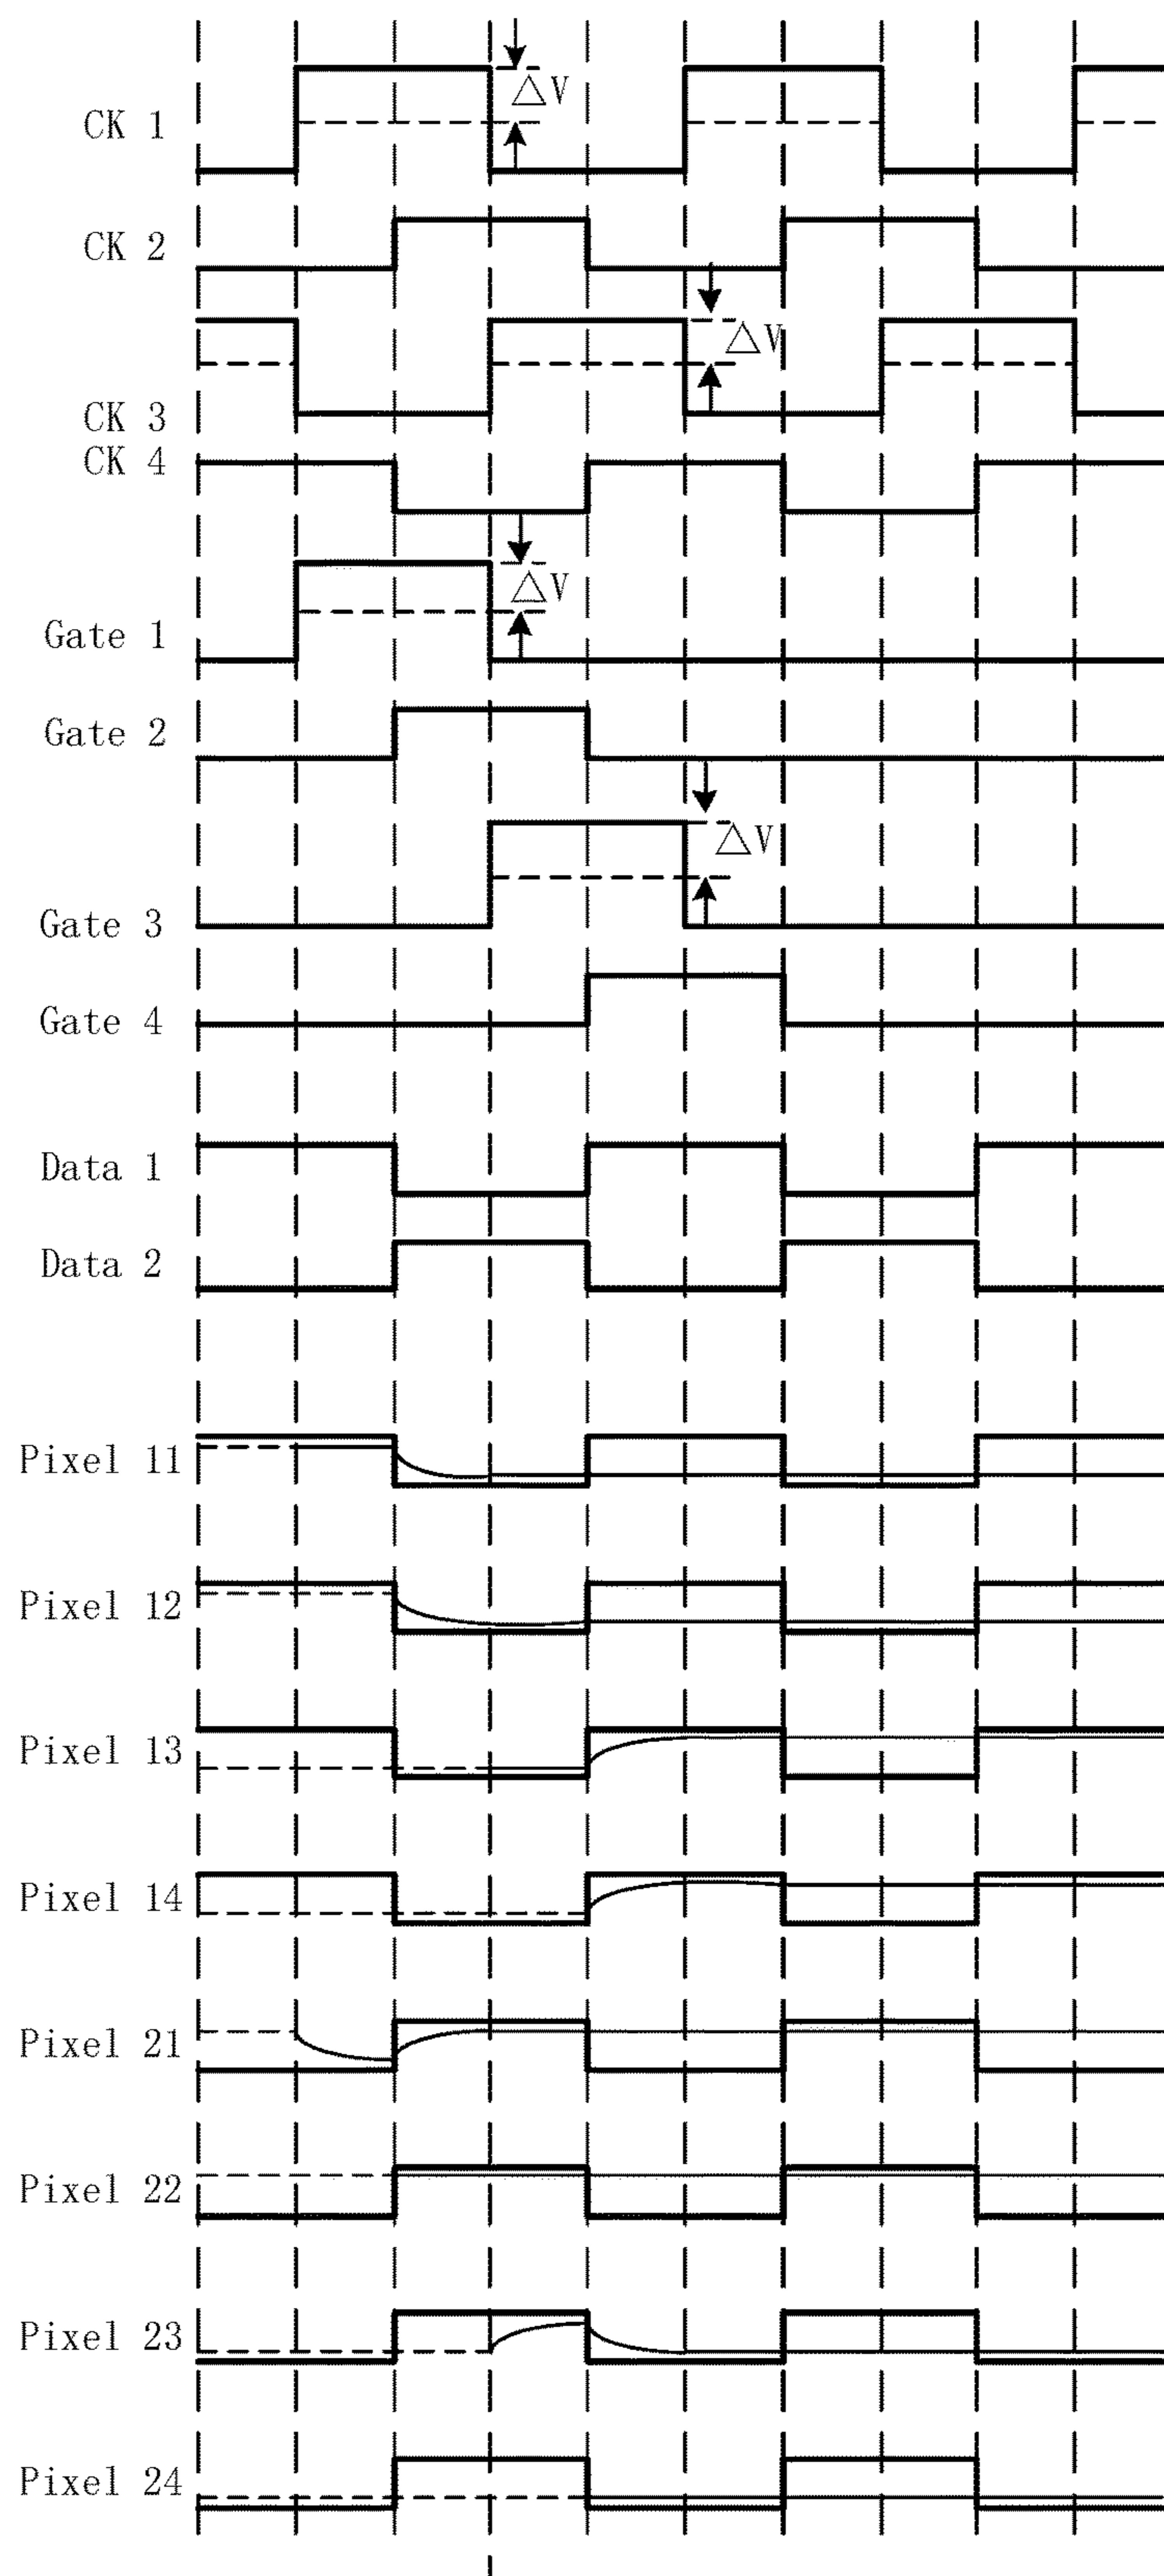 △V
CK 1
CK 2
△V
CK 3
CK 4
△V
Gate 1
Gate 2
△V
Gate 3
Gate 4
Data 1
Data 2
Pixel 11
Pixel 12
Pixel 13
Pixel 14
Pixel 21
Pixel 22
Pixel 23
Pixel 24